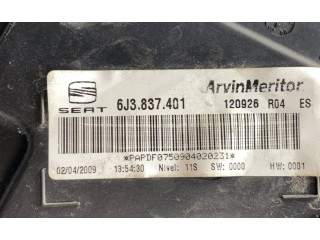 SEAT
6J3.837.401
ArvinMeritor
120926 R04 ES
*PAPDF0750904020231*
02/04/2009 13:54:30 Nivel: 11S SW: 0000 HW: 0001